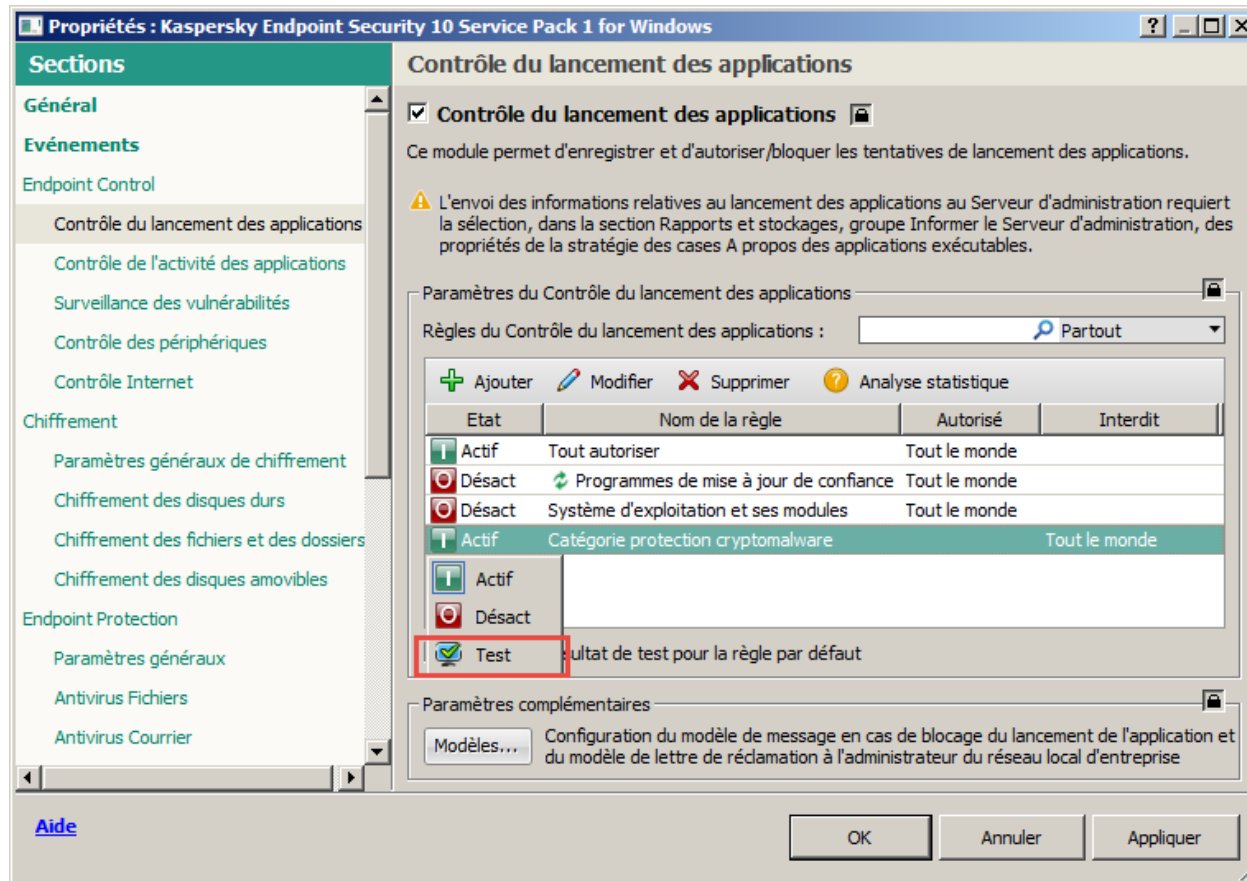 Propriétés : Kaspersky Endpoint Security 10 Service Pack 1 for Windows
Sections
Général
Evénements
Endpoint Control
Contrôle du lancement des applications
Contrôle de l'activité des applications
Surveillance des vulnérabilités
Contrôle des périphériques
Contrôle Internet
Chiffrement
Paramètres généraux de chiffrement
Chiffrement des disques durs
Chiffrement des fichiers et des dossiers
Chiffrement des disques amovibles
Endpoint Protection
Paramètres généraux
Antivirus Fichiers
Antivirus Courrier
Aide
Contrôle du lancement des applications
Contrôle du lancement des applications
Ce module permet d'enregistrer et d'autoriser/bloquer les tentatives de lancement des applications.
L'envoi des informations relatives au lancement des applications au Serveur d'administration requiert
la sélection, dans la section Rapports et stockages, groupe Informer le Serveur d'administration, des
propriétés de la stratégie des cases A propos des applications exécutables.
Paramètres du Contrôle du lancement des applications
Règles du Contrôle du lancement des applications : Partout
Ajouter Modifier Supprimer Analyse statistique
Etat Nom de la règle Autorisé Interdit
Actif Tout autoriser Tout le monde
Désact Programmes de mise à jour de confiance Tout le monde
Désact Système d'exploitation et ses modules Tout le monde
Actif Catégorie protection cryptomalware Tout le monde
Actif
Désact
Test sultat de test pour la règle par défaut
Paramètres complémentaires
Modèles... Configuration du modèle de message en cas de blocage du lancement de l'application et
du modèle de lettre de réclamation à l'administrateur du réseau local d'entreprise
OK Annuler Appliquer